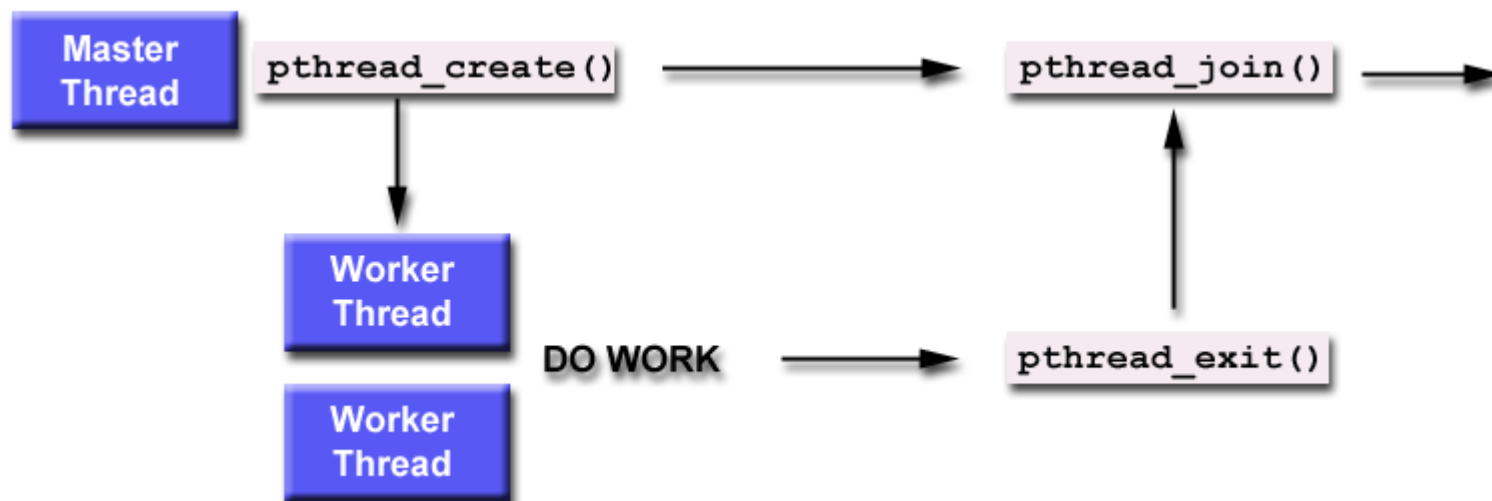 Master
Thread
pthread_create()
pthread_join()
Worker
Thread
DO WORK
pthread_exit()
Worker
Thread